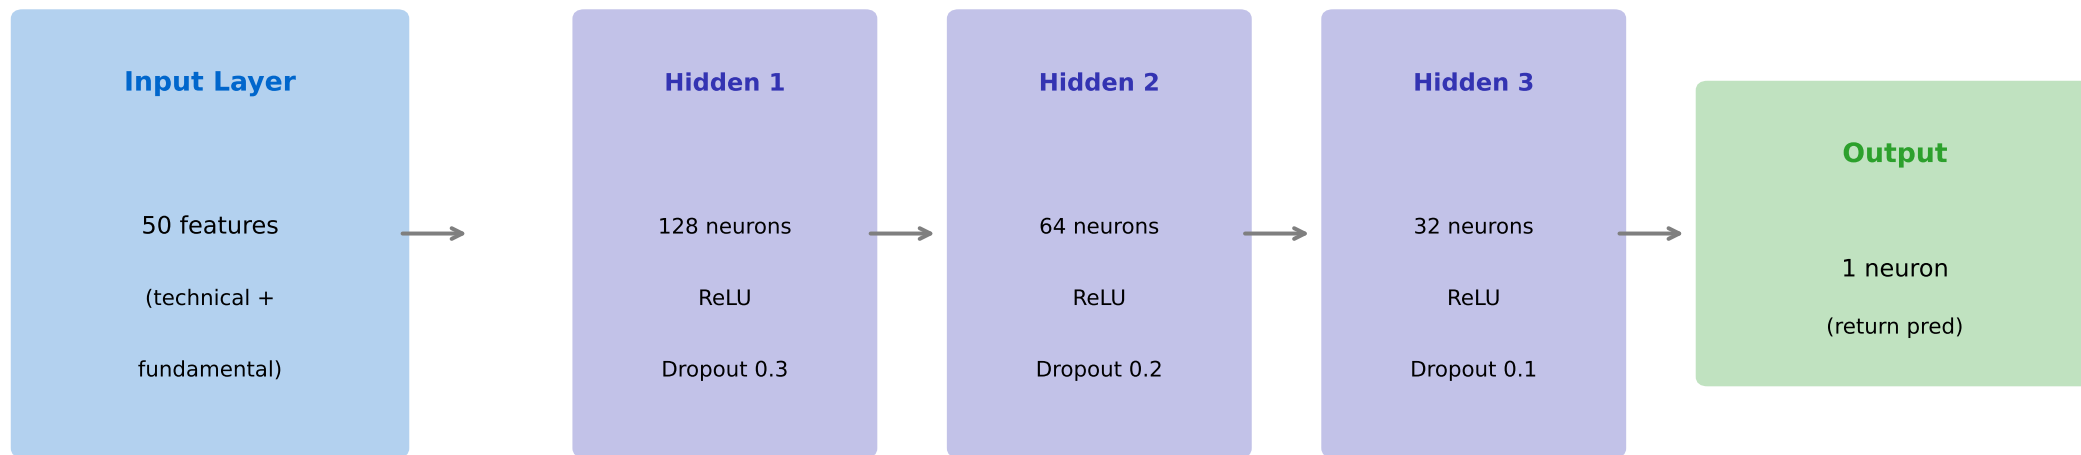 Input Layer
50 features
(technical +
fundamental)
Hidden 1
128 neurons
ReLU
Dropout 0.3
Hidden 2
64 neurons
ReLU
Dropout 0.2
Hidden 3
32 neurons
ReLU
Dropout 0.1
Output
1 neuron
(return pred)